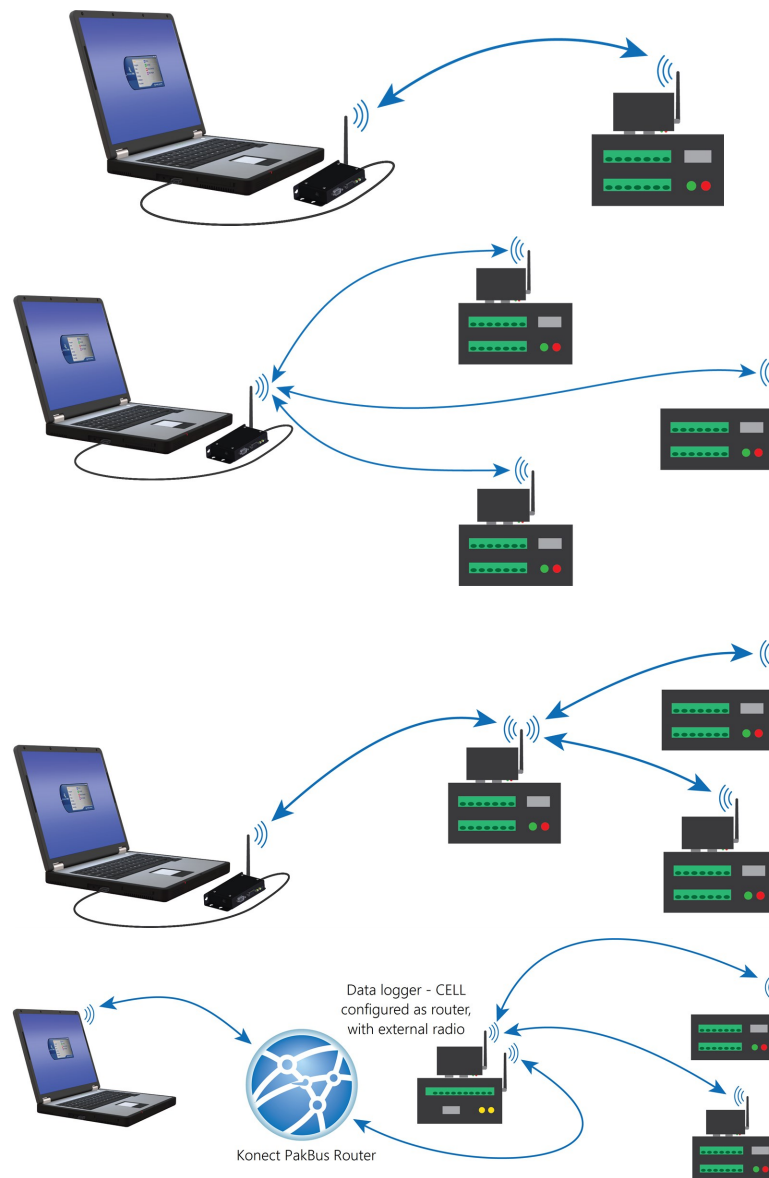 Data logger - CELL
configured as router,
with external radio
Konect PakBus Router